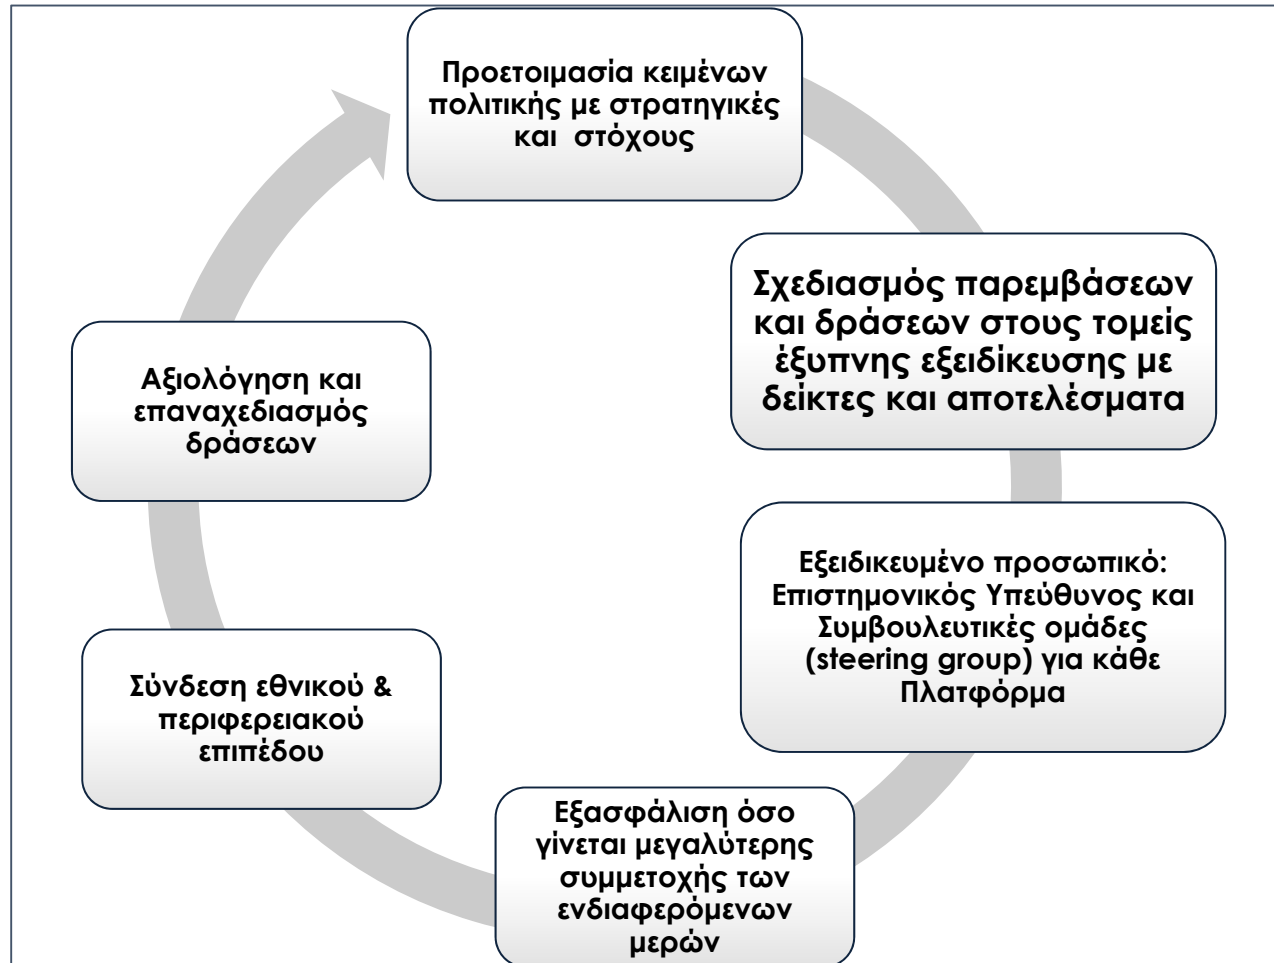 Προετοιμασία κειμένων
πολιτικής με στρατηγικές
και στόχους
Σχεδιασμός παρεμβάσεων
και δράσεων στους τομείς
έξυπνης εξειδίκευσης με
δείκτες και αποτελέσματα
Εξειδικευμένο προσωπικό:
Επιστημονικός Υπεύθυνος και
Συμβουλευτικές ομάδες
(steering group) για κάθε
Πλατφόρμα
Εξασφάλιση όσο
γίνεται μεγαλύτερης
συμμετοχής των
ενδιαφερόμενων
μερών
Σύνδεση εθνικού &
περιφερειακού
επιπέδου
Αξιολόγηση και
επαναχεδιασμός
δράσεων